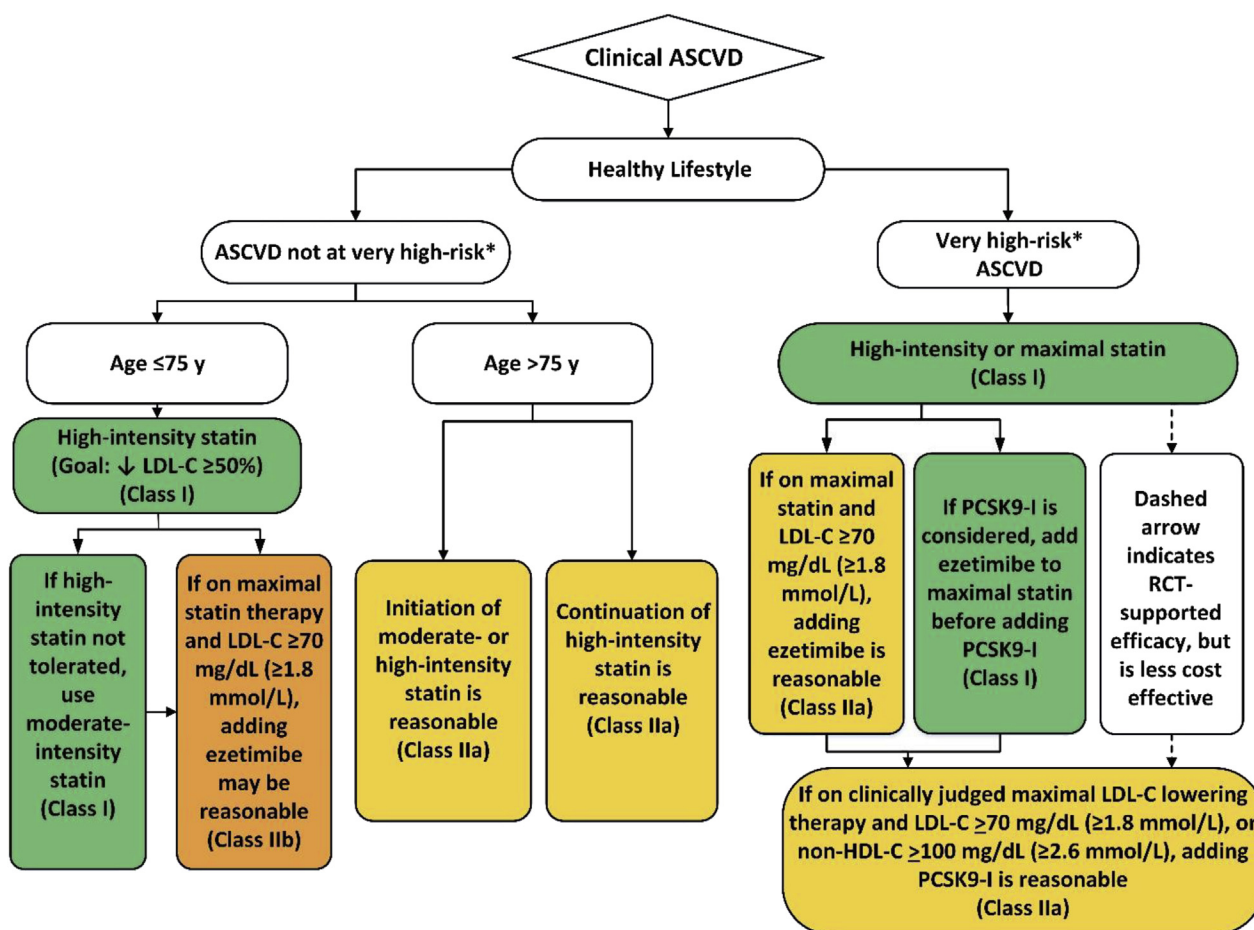 Clinical ASCVD
Healthy Lifestyle
ASCVD not at very high-risk*
Very high-risk*
ASCVD
Age ≤75 y
Age >75 y
High-intensity or maximal statin
(Class I)
High-intensity statin
(Goal: ↓ LDL-C ≥50%)
(Class I)
If high-
intensity
statin not
tolerated,
use
moderate-
intensity
statin
(Class I)
If on maximal
statin therapy
and LDL-C ≥70
mg/dL (≥1.8
mmol/L),
adding
ezetimibe
may be
reasonable
(Class IIb)
Initiation of
moderate- or
high-intensity
statin is
reasonable
(Class IIa)
Continuation of
high-intensity
statin is
reasonable
(Class IIa)
If on maximal
statin and
LDL-C ≥70
mg/dL (≥1.8
mmol/L),
adding
ezetimibe is
reasonable
(Class IIa)
If PCSK9-I is
considered, add
ezetimibe to
maximal statin
before adding
PCSK9-I
(Class I)
Dashed
arrow
indicates
RCT-
supported
efficacy, but
is less cost
effective
If on clinically judged maximal LDL-C lowering
therapy and LDL-C ≥70 mg/dL (≥1.8 mmol/L), or
non-HDL-C ≥100 mg/dL (≥2.6 mmol/L), adding
PCSK9-I is reasonable
(Class IIa)